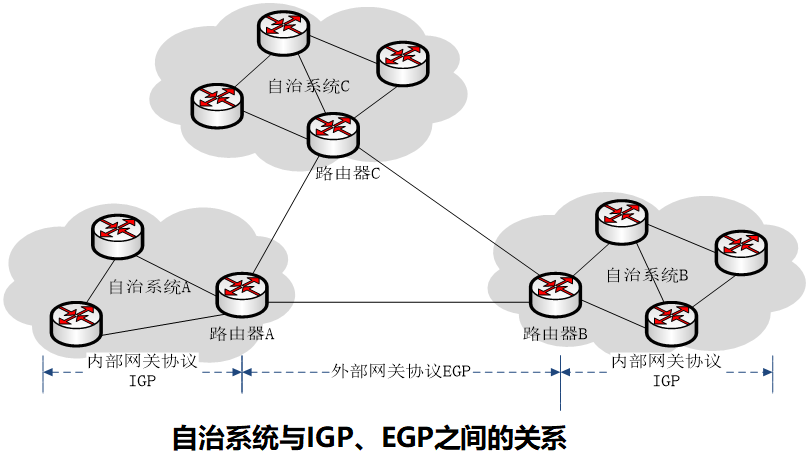 自治系统C
路由器C
自治系统A
自治系统B
路由器A
路由器B
内部网关协议
IGP
外部网关协议EGP
内部网关协议
IGP
自治系统与IGP、EGP之间的关系